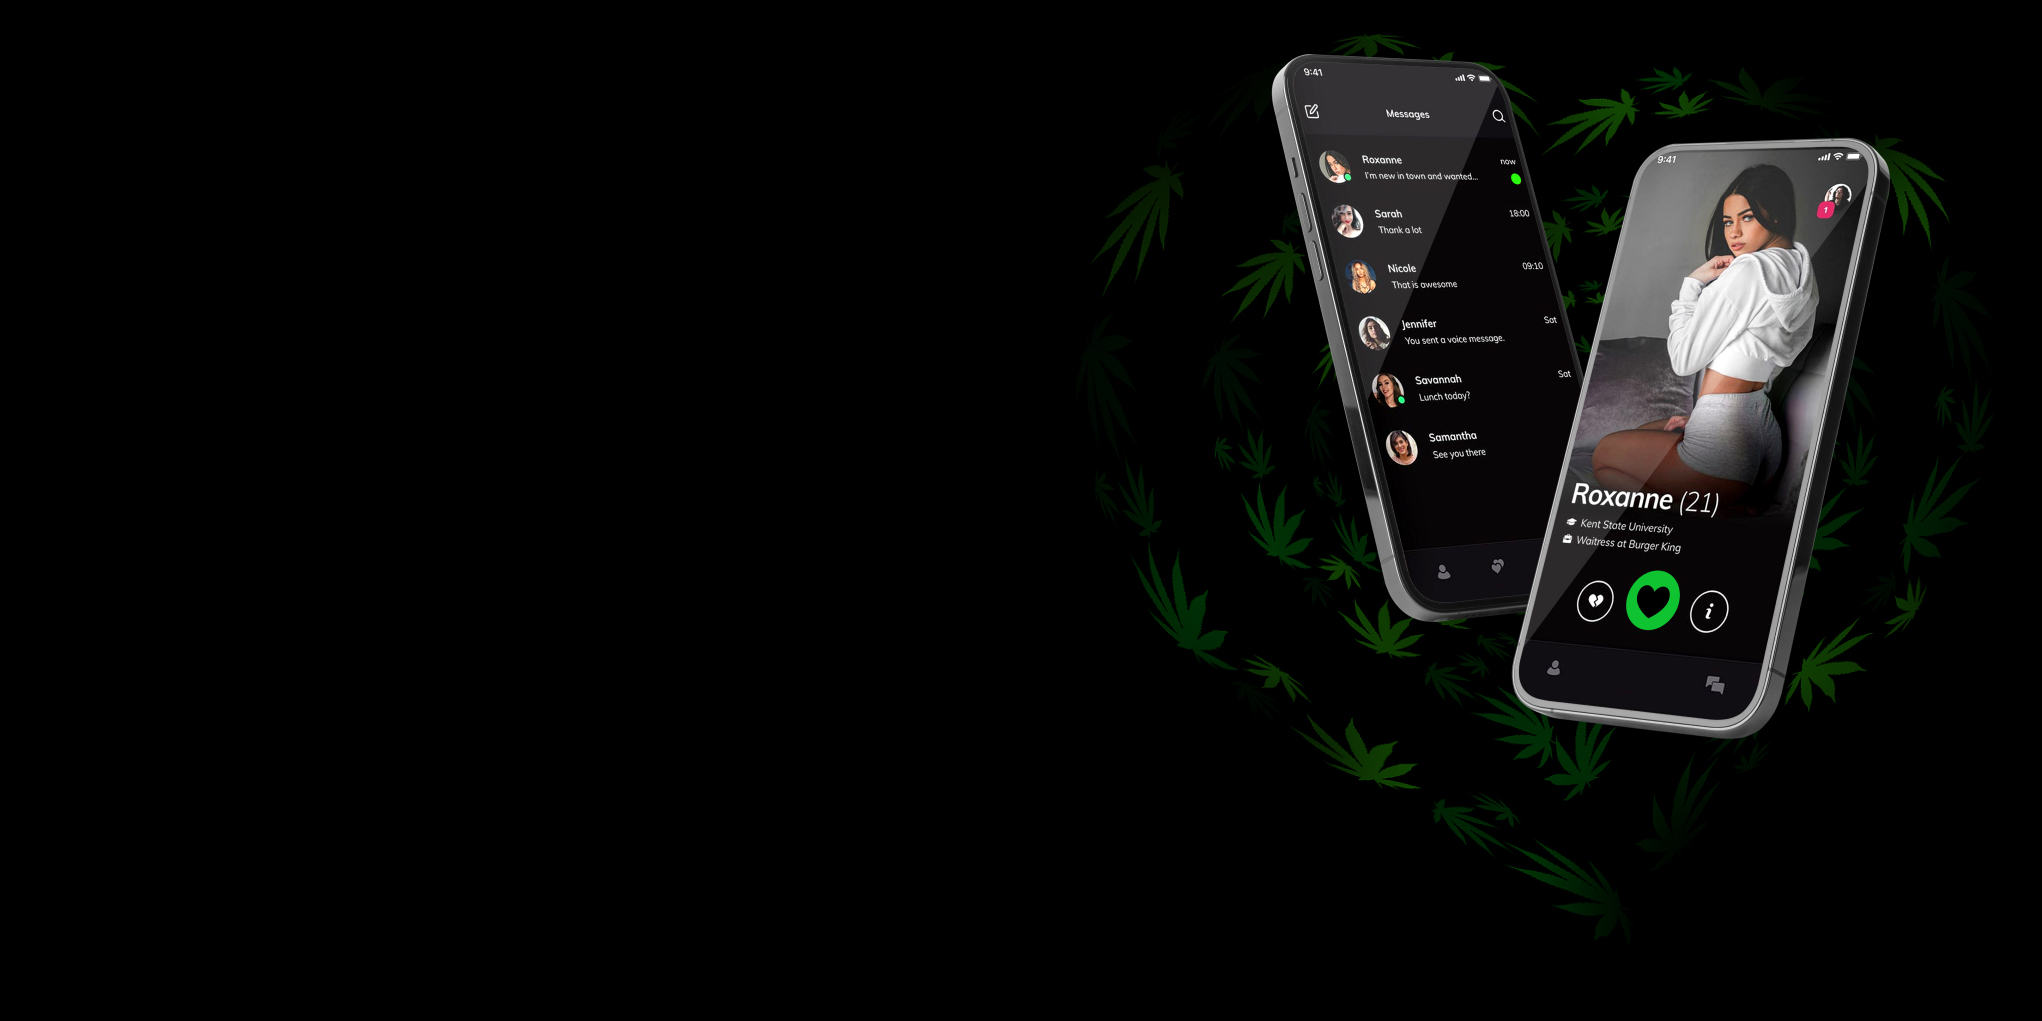 9:41
Messages
Roxanne
now
I'm new in town and wanted...
Sarah
18:00
Thank a lot
Nicole
09:10
That is awesome
Jennifer
Sat
You sent a voice message.
Savannah
Sat
Lunch today?
Samantha
See you there
9:41
1
Roxanne (21)
Kent State University
Waitress at Burger King
i